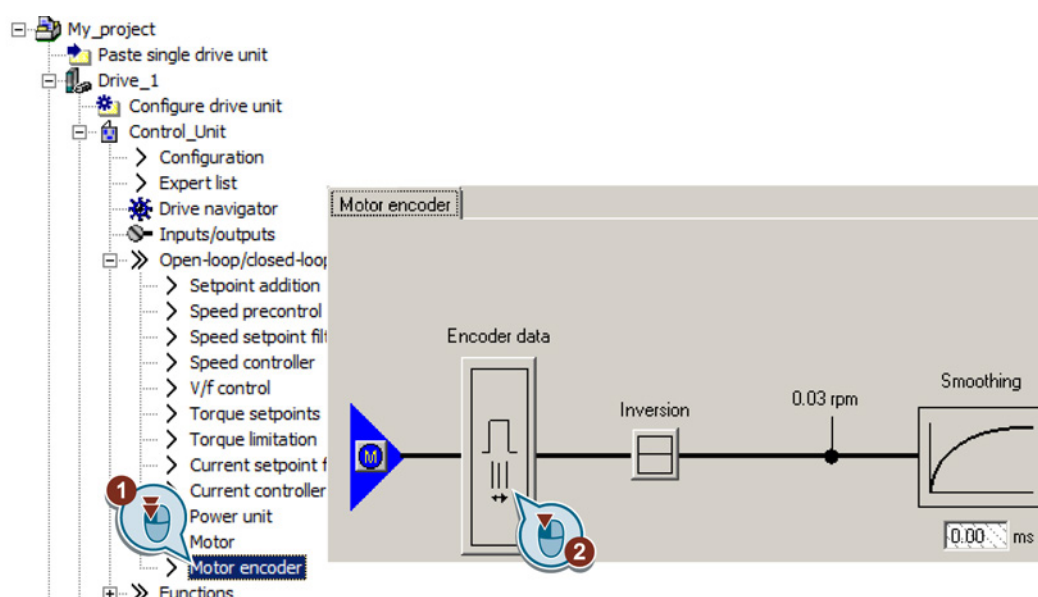 My_project
Paste single drive unit
Drive_1
Configure drive unit
Control_Unit
Configuration
Expert list
Drive navigator
Inputs/outputs
Open-loop/closed-loop
Setpoint addition
Speed precontrol
Speed setpoint filt
Speed controller
V/f control
Torque setpoints
Torque limitation
Current setpoint f
Current controller
Power unit
Motor
Motor encoder
Functions
1
Motor encoder
Encoder data
Inversion
0.03 rpm
Smoothing
M
0.00 ms
2